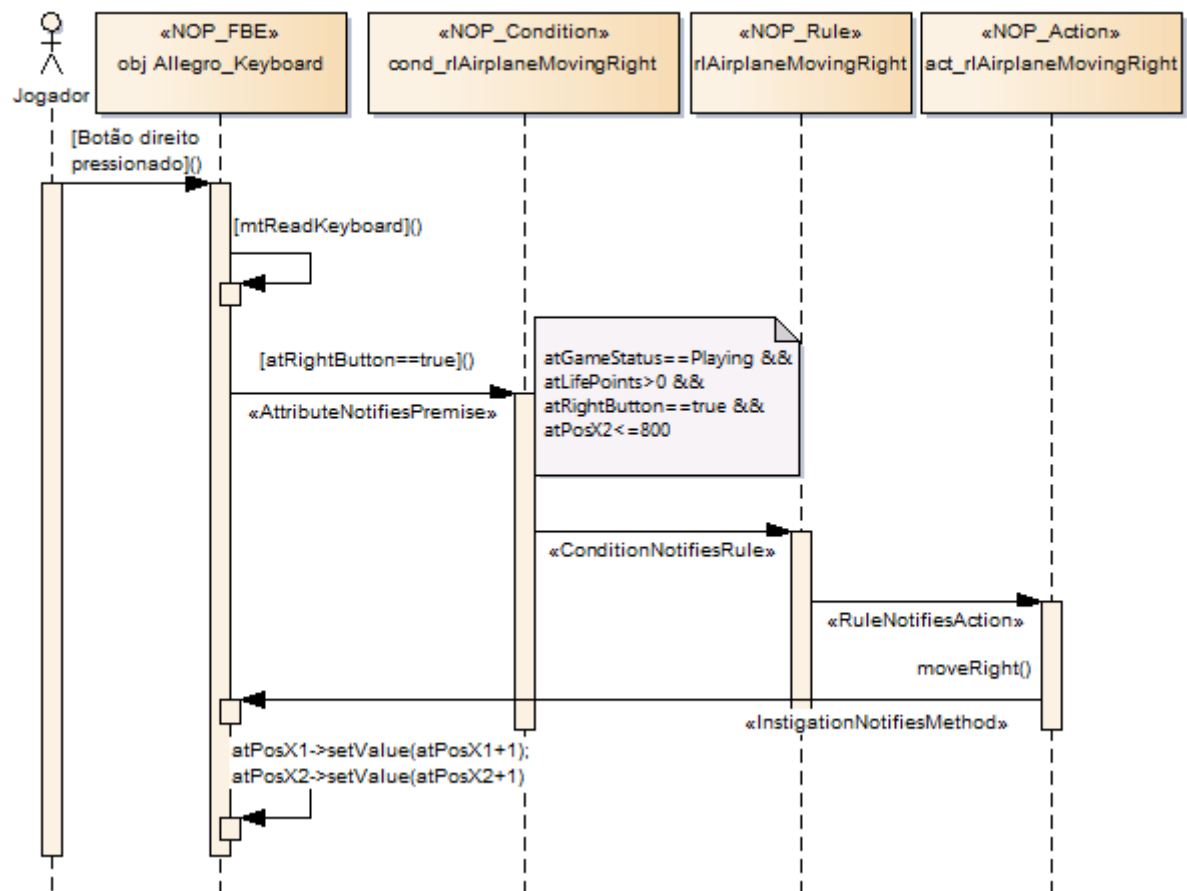 «NOP_FBE»
obj Allegro_Keyboard
«NOP_Condition»
cond_rlAirplaneMovingRight
«NOP_Rule»
rlAirplaneMovingRight
«NOP_Action»
act_rlAirplaneMovingRight
Jogador
[Botão direito
pressionado]()
[mtReadKeyboard]()
[atRightButton==true]()
«AttributeNotifiesPremise»
atGameStatus==Playing &&
atLifePoints>0 &&
atRightButton==true &&
atPosX2<=800
«ConditionNotifiesRule»
«RuleNotifiesAction»
moveRight()
«InstigationNotifiesMethod»
atPosX1->setValue(atPosX1+1);
atPosX2->setValue(atPosX2+1)